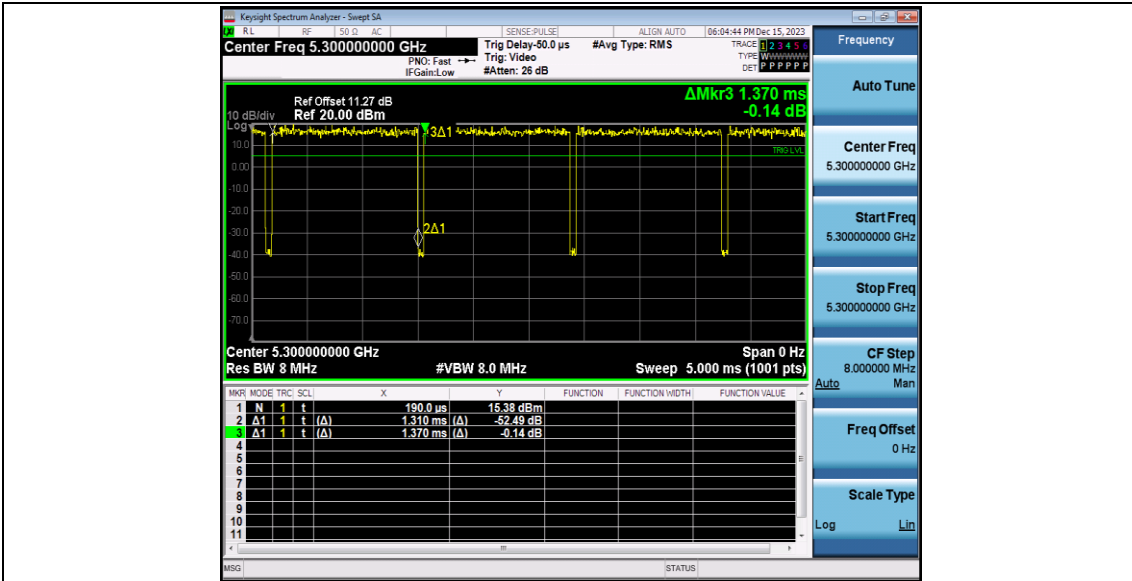 Keysight Spectrum Analyzer - Swept SA
RL RF 50 Ω AC SENSE:PULSE ALIGN AUTO 06:04:44 PM Dec 15, 2023
Center Freq 5.300000000 GHz
PNO: Fast
IFGain:Low
Trig Delay-50.0 µs
Trig: Video
#Atten: 26 dB
#Avg Type: RMS
TRACE 1 2 3 4 5 6
TYPE WWWWWW
DET P P P P P P
ΔMkr3 1.370 ms
-0.14 dB
Ref Offset 11.27 dB
10 dB/div Ref 20.00 dBm
Log
3Δ1
10.0
TRIG LVL
0.00
-10.0
-20.0
-30.0
2Δ1
-40.0
-50.0
-60.0
-70.0
Center 5.300000000 GHz Span 0 Hz
Res BW 8 MHz #VBW 8.0 MHz Sweep 5.000 ms (1001 pts)
MKR MODE TRC SCL X Y FUNCTION FUNCTION WIDTH FUNCTION VALUE
1 N 1 t 190.0 µs 15.38 dBm
2 Δ1 1 t (Δ) 1.310 ms (Δ) -52.49 dB
3 Δ1 1 t (Δ) 1.370 ms (Δ) -0.14 dB
4
5
6
7
8
9
10
11
MSG STATUS
Frequency
Auto Tune
Center Freq
5.300000000 GHz
Start Freq
5.300000000 GHz
Stop Freq
5.300000000 GHz
CF Step
8.000000 MHz
Auto Man
Freq Offset
0 Hz
Scale Type
Log Lin